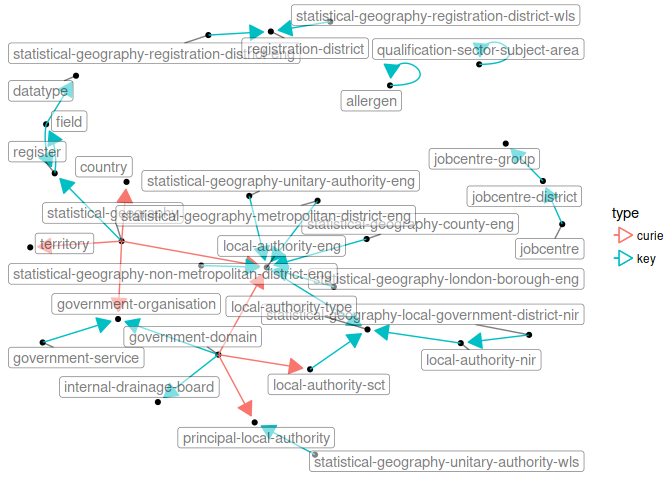 statistical-geography-registration-district-wls
registration-district
statistical-geography-registration-district-eng
qualification-sector-subject-area
datatype
allergen
field
register
country
jobcentre-group
statistical-geography-unitary-authority-eng
jobcentre-district
statistical-geography
statistical-geography-metropolitan-district-eng
statistical-geography-county-eng
territory
local-authority-eng
jobcentre
statistical-geography-non-metropolitan-district-eng
statistical-geography-london-borough-eng
government-organisation
local-authority-type
statistical-geography-local-government-district-nir
government-domain
government-service
local-authority-nir
internal-drainage-board
local-authority-sct
principal-local-authority
statistical-geography-unitary-authority-wls
type
curie
key